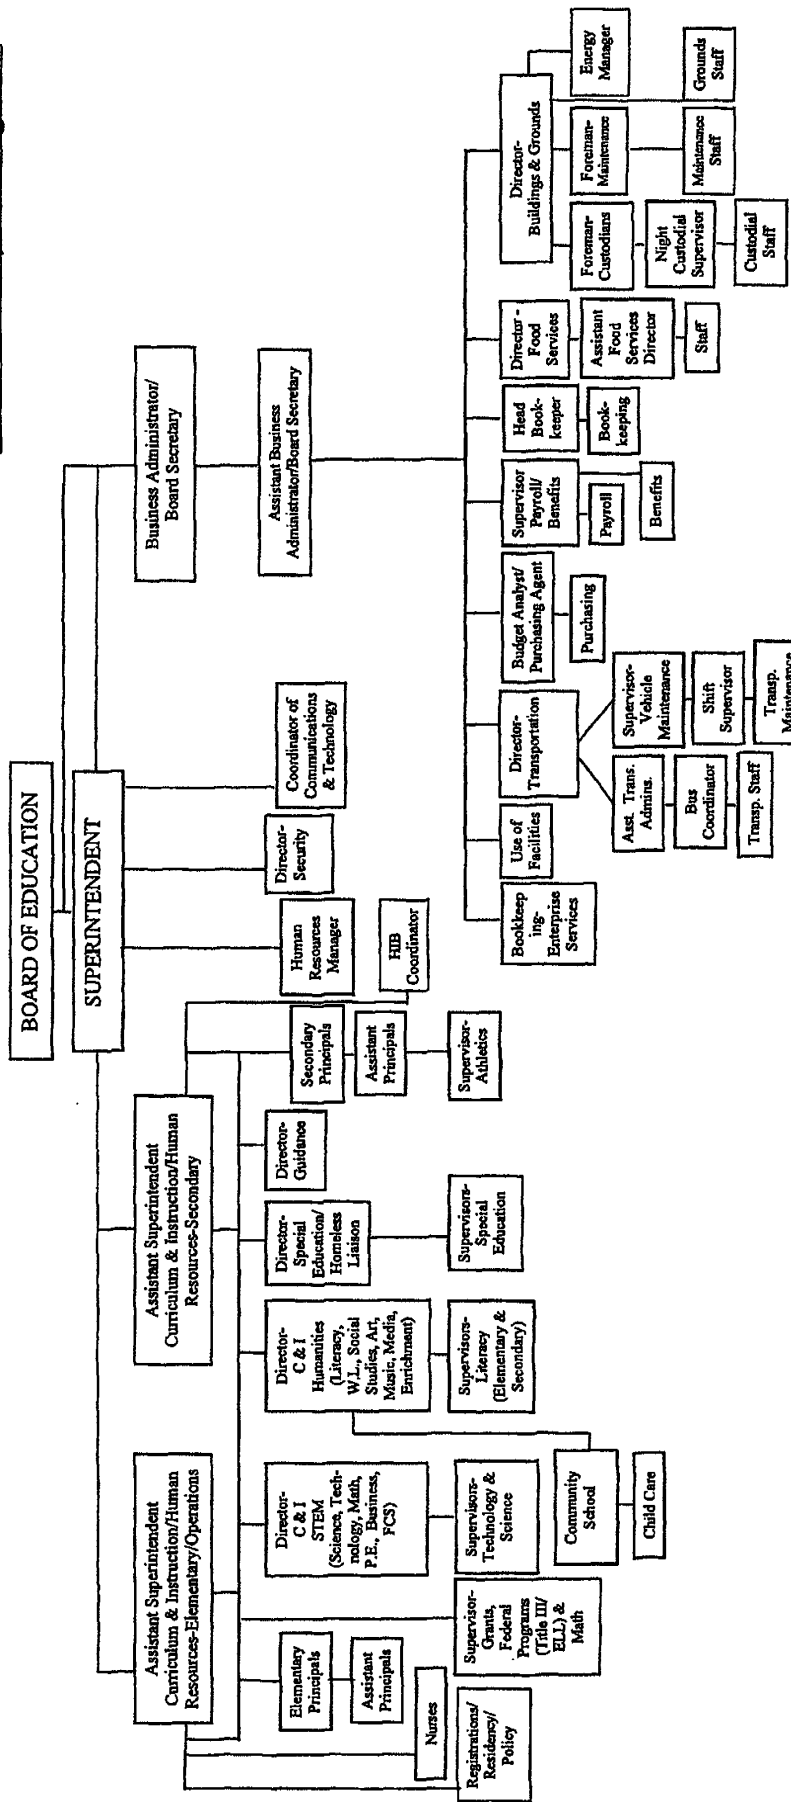 BOARD OF EDUCATION
SUPERINTENDENT
Assistant Superintendent
Curriculum & Instruction/Human
Resources-Elementary/Operations
Assistant Superintendent
Curriculum & Instruction/Human
Resources-Secondary
Business Administrator/
Board Secretary
Assistant Business
Administrator/Board Secretary
Registrations/
Residency/
Policy
Nurses
Elementary
Principals
Assistant
Principals
Supervisor-
Grants,
Federal
Programs
(Title III/
ELL) &
Math
Director-
C & I
STEM
(Science, Tech-
nology, Math,
P.E., Business,
FCS)
Supervisors-
Technology &
Science
Director-
C & I
Humanities
(Literacy,
W.L., Social
Studies, Art,
Music, Media,
Enrichment)
Supervisors-
Literacy
(Elementary &
Secondary)
Community
School
Child Care
Director-
Special
Education/
Homeless
Liaison
Supervisors-
Special
Education
Director-
Guidance
Secondary
Principals
Assistant
Principals
Supervisor-
Athletics
HIB
Coordinator
Human
Resources
Manager
Director-
Security
Coordinator of
Communications
& Technology
Bookkeep
ing-
Enterprise
Services
Use of
Facilities
Director-
Transportation
Asst. Trans.
Admins.
Bus
Coordinator
Transp. Staff
Supervisor-
Vehicle
Maintenance
Shift
Supervisor
Transp.
Maintenance
Budget Analyst/
Purchasing Agent
Purchasing
Supervisor
Payroll/
Benefits
Payroll
Benefits
Head
Book-
keeper
Book-
keeping
Director -
Food
Services
Assistant
Food
Services
Director
Staff
Director-
Buildings & Grounds
Foreman-
Custodians
Night
Custodial
Supervisor
Custodial
Staff
Foreman-
Maintenance
Maintenance
Staff
Energy
Manager
Grounds
Staff